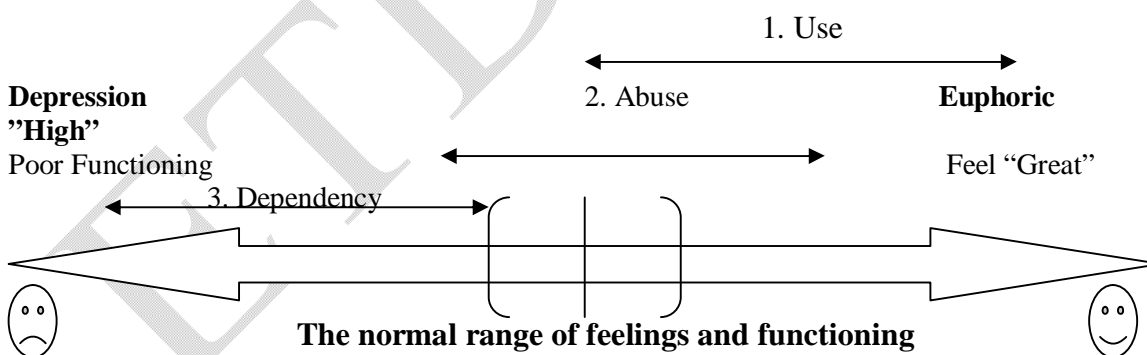 1. Use
Depression 2. Abuse Euphoric
"High"
Poor Functioning Feel “Great”
3. Dependency
The normal range of feelings and functioning